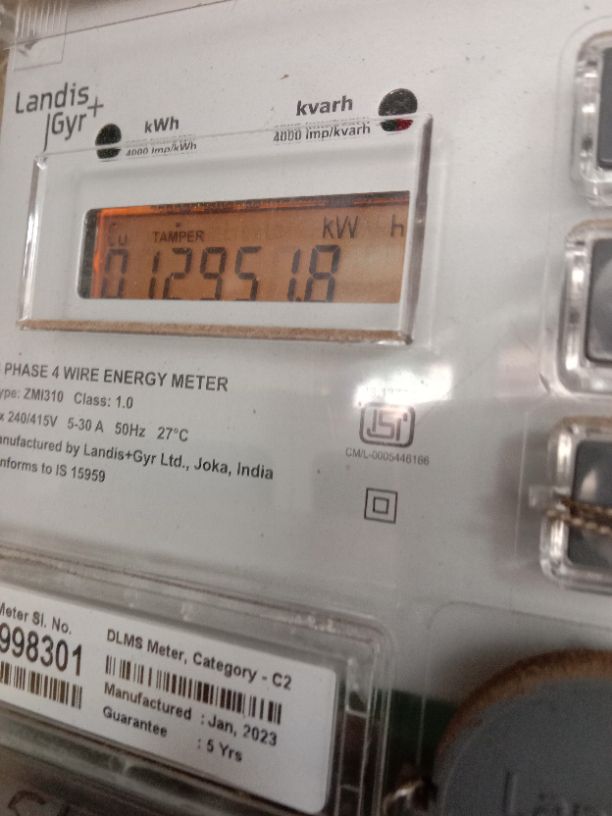 Landis
Gyr+
kWh
4000 imp/kWh
kvarh
4000 imp/kvarh
Cu TAMPER kW h
012951.8
PHASE 4 WIRE ENERGY METER
ype: ZMI310 Class: 1.0
x 240/415V 5-30 A 50Hz 27°C
anufactured by Landis+Gyr Ltd., Joka, India
nforms to IS 15959
ISI
CM/L-0005446166
Meter Sl. No.
998301
DLMS Meter, Category - C2
Manufactured : Jan, 2023
Guarantee : 5 Yrs